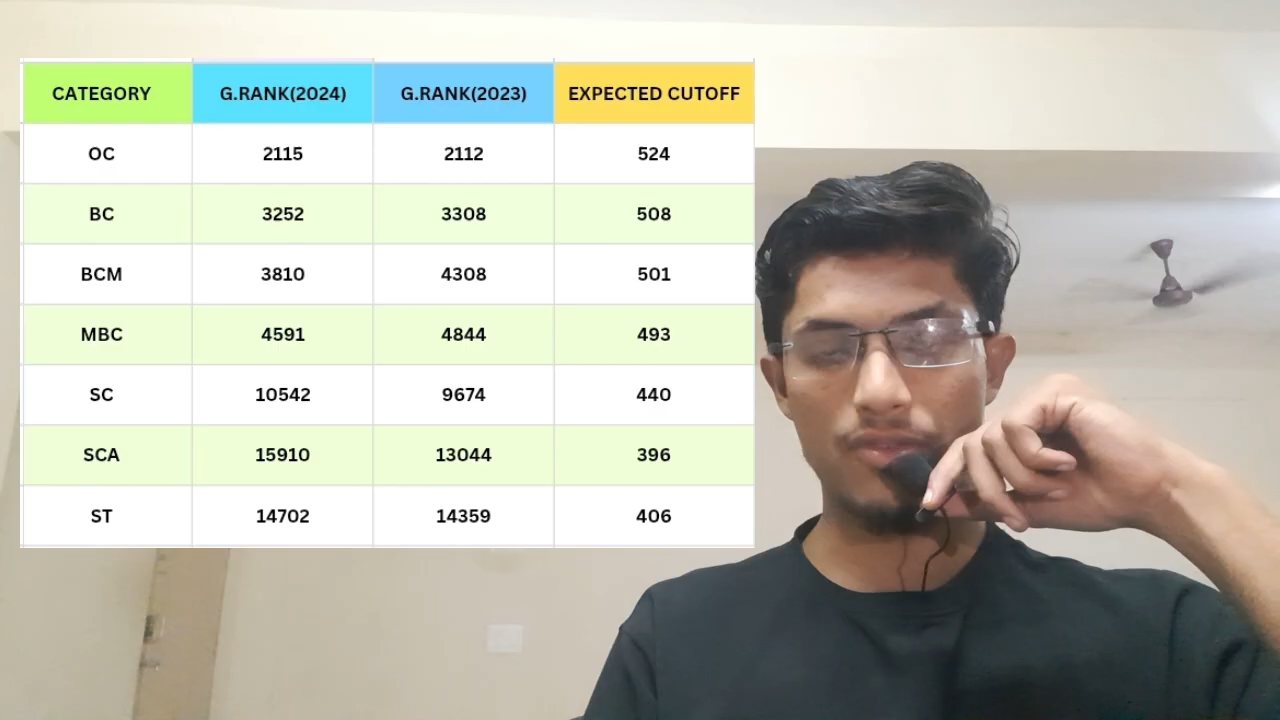 CATEGORY G.RANK(2024) G.RANK(2023) EXPECTED CUTOFF
OC 2115 2112 524
BC 3252 3308 508
BCM 3810 4308 501
MBC 4591 4844 493
SC 10542 9674 440
SCA 15910 13044 396
ST 14702 14359 406